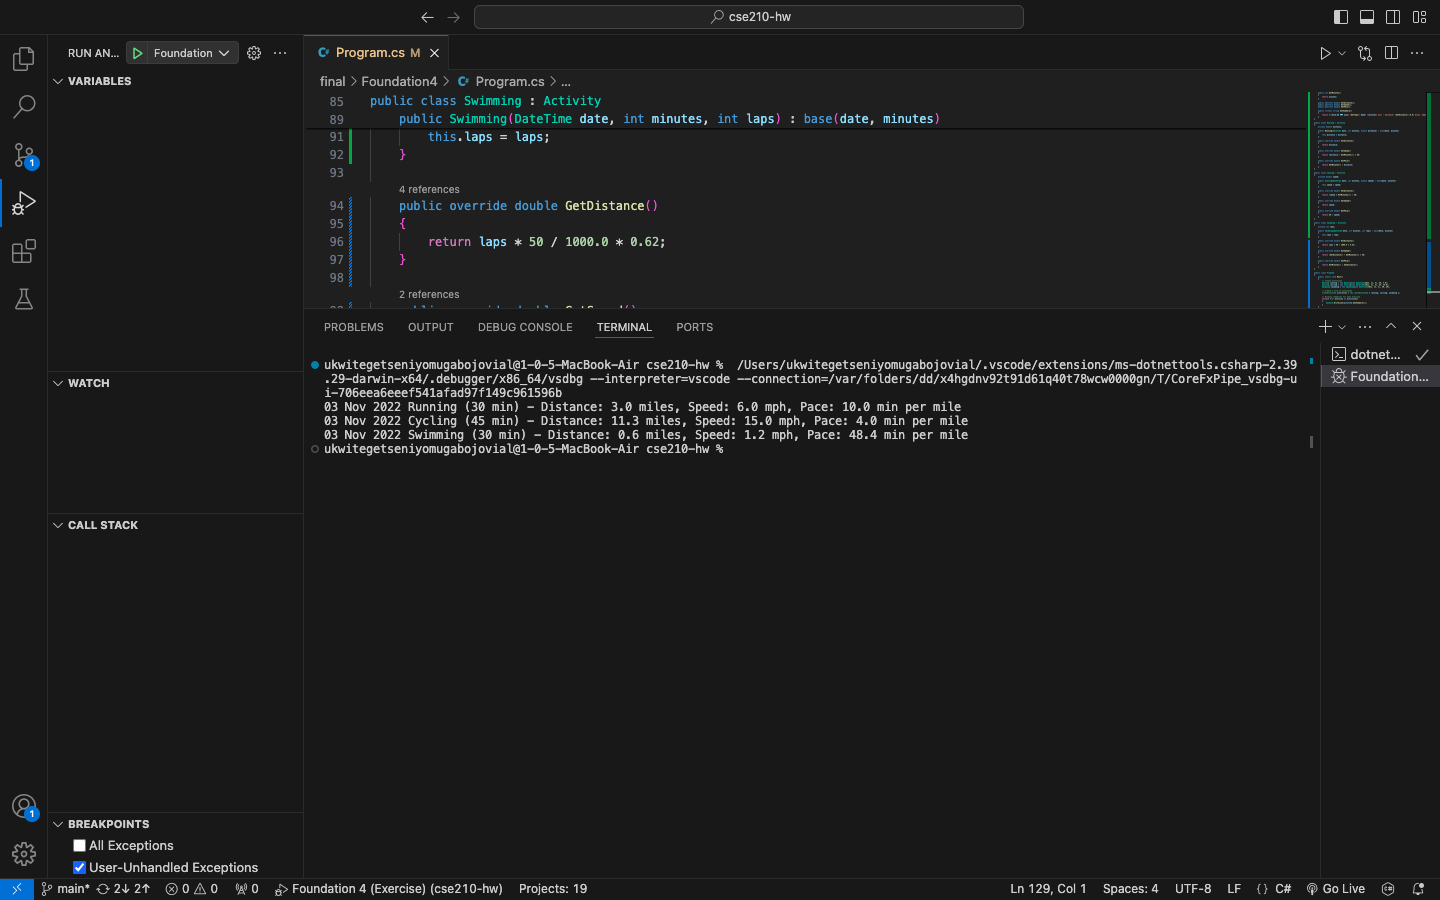 cse210-hw
RUN AN...
Foundation
VARIABLES
WATCH
CALL STACK
BREAKPOINTS
All Exceptions
User-Unhandled Exceptions
Program.cs M
final > Foundation4 > Program.cs > ...
85 public class Swimming : Activity
89 public Swimming(DateTime date, int minutes, int laps) : base(date, minutes)
91 this.laps = laps;
92 }
93
4 references
94 public override double GetDistance()
95 {
96 return laps * 50 / 1000.0 * 0.62;
97 }
98
2 references
PROBLEMS OUTPUT DEBUG CONSOLE TERMINAL PORTS
ukwitegetseniyomugabojovial@1-0-5-MacBook-Air cse210-hw % /Users/ukwitegetseniyomugabojovial/.vscode/extensions/ms-dotnettools.csharp-2.39
.29-darwin-x64/.debugger/x86_64/vsdbg --interpreter=vscode --connection=/var/folders/dd/x4hgdnv92t91d61q40t78wcw0000gn/T/CoreFxPipe_vsdbg-u
i-706eea6eeef541afad97f149c961596b
03 Nov 2022 Running (30 min) - Distance: 3.0 miles, Speed: 6.0 mph, Pace: 10.0 min per mile
03 Nov 2022 Cycling (45 min) - Distance: 11.3 miles, Speed: 15.0 mph, Pace: 4.0 min per mile
03 Nov 2022 Swimming (30 min) - Distance: 0.6 miles, Speed: 1.2 mph, Pace: 48.4 min per mile
ukwitegetseniyomugabojovial@1-0-5-MacBook-Air cse210-hw %
dotnet...
Foundation...
1
1
main* 2↓ 2↑ 0 0 0 Foundation 4 (Exercise) (cse210-hw) Projects: 19 Ln 129, Col 1 Spaces: 4 UTF-8 LF {} C# Go Live